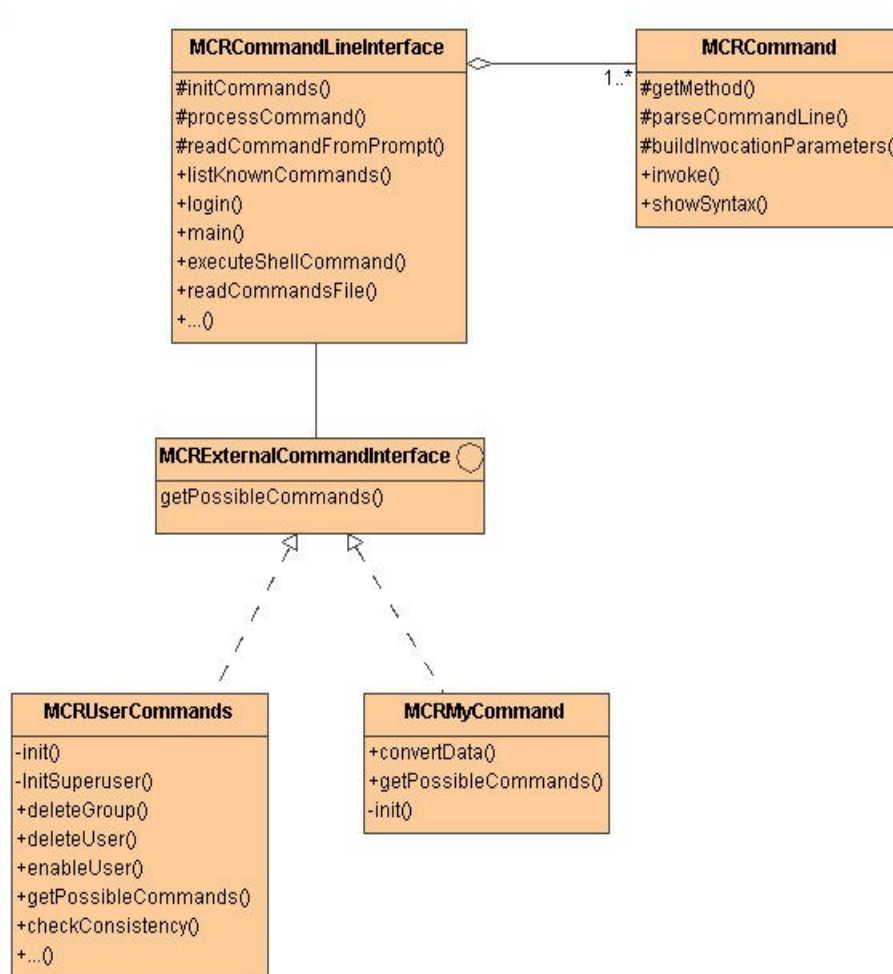 MCRCommandLineInterface
#initCommands()
#processCommand()
#readCommandFromPrompt()
+listKnownCommands()
+login()
+main()
+executeShellCommand()
+readCommandsFile()
+...()
1..*
MCRCommand
#getMethod()
#parseCommandLine()
#buildInvocationParameters()
+invoke()
+showSyntax()
MCRExternalCommandInterface
getPossibleCommands()
MCRUserCommands
-init()
-InitSuperuser()
+deleteGroup()
+deleteUser()
+enableUser()
+getPossibleCommands()
+checkConsistency()
+...()
MCRMyCommand
+convertData()
+getPossibleCommands()
-init()